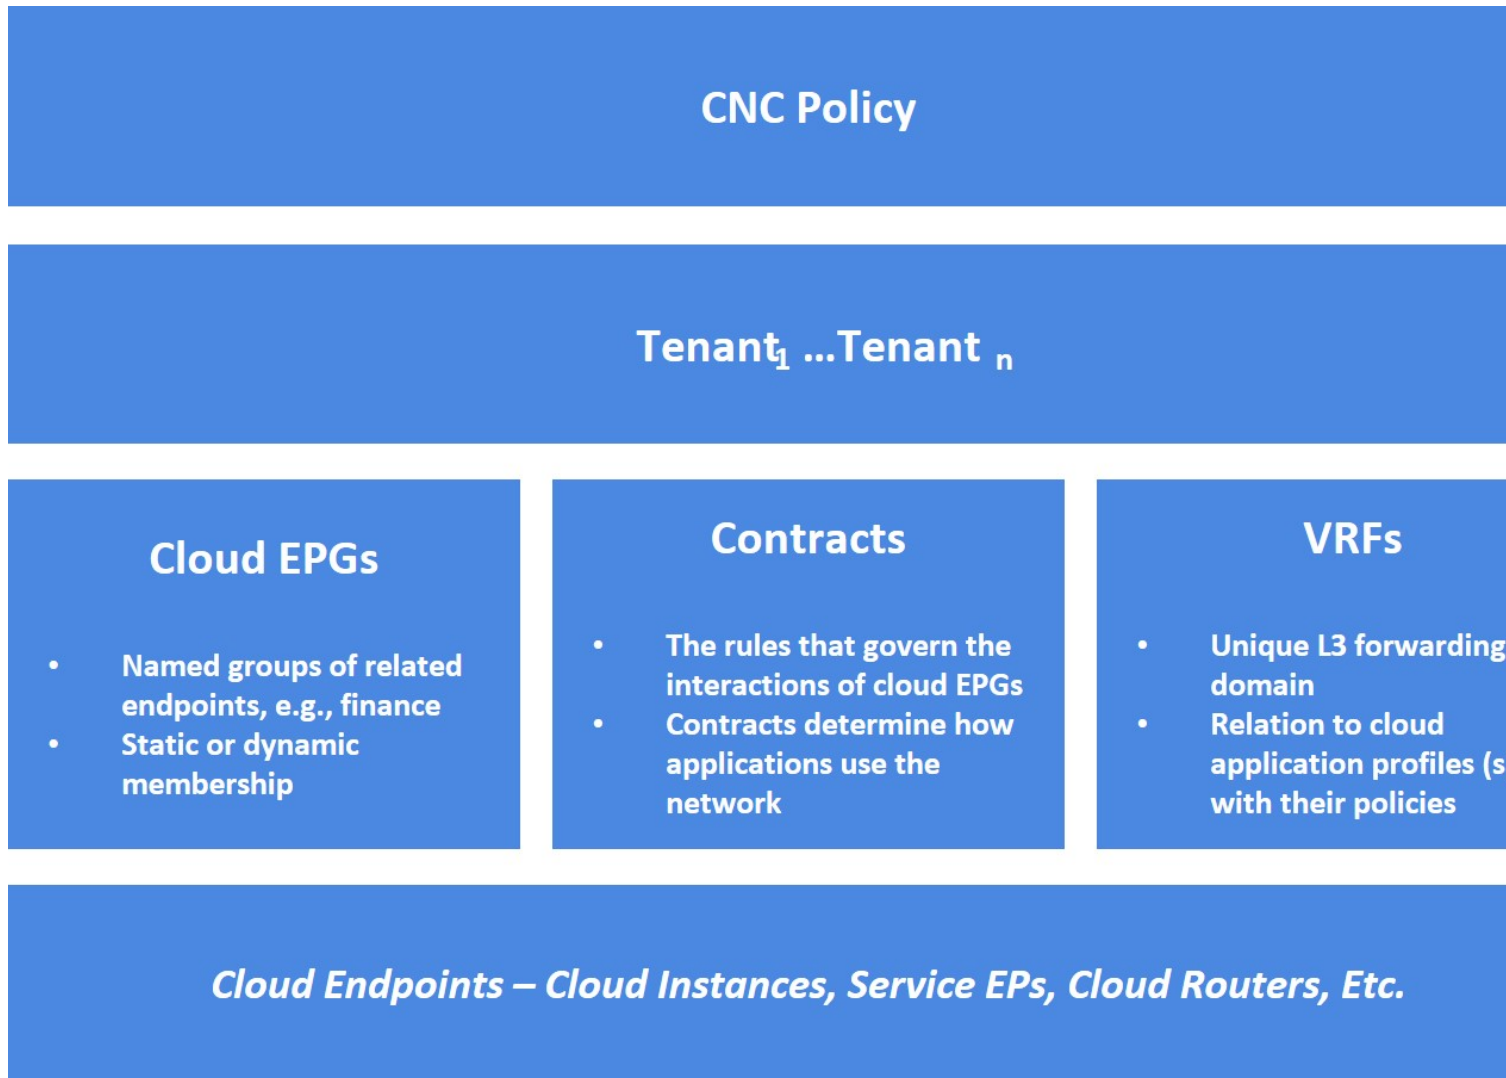 CNC Policy
Tenant1 ...Tenant n
Cloud EPGs
• Named groups of related
endpoints, e.g., finance
• Static or dynamic
membership
Contracts
• The rules that govern the
interactions of cloud EPGs
• Contracts determine how
applications use the
network
VRFs
• Unique L3 forwarding
domain
• Relation to cloud
application profiles (s
with their policies
Cloud Endpoints – Cloud Instances, Service EPs, Cloud Routers, Etc.